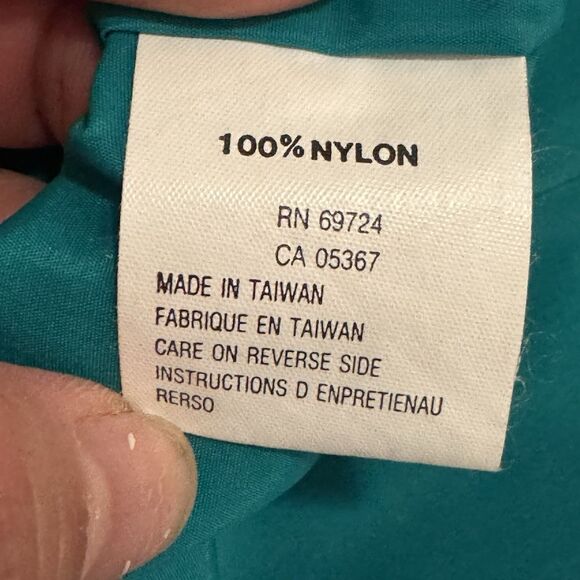 100% NYLON
RN 69724
CA 05367
MADE IN TAIWAN
FABRIQUE EN TAIWAN
CARE ON REVERSE SIDE
INSTRUCTIONS D ENPRETIENAU
RERSO